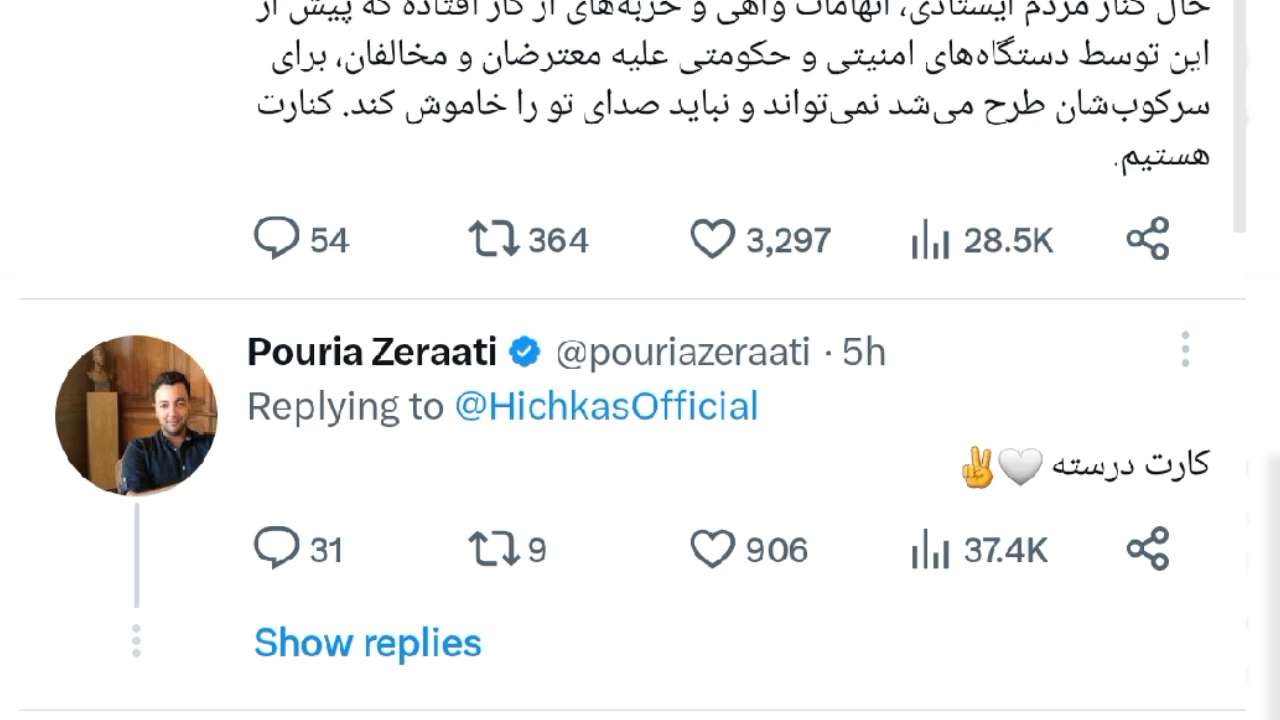 حال کنار مردم ایستادی، اتهامات واهی و حربه‌های از کار افتاده که پیش از
این توسط دستگاه‌های امنیتی و حکومتی علیه معترضان و مخالفان، برای
سرکوب‌شان طرح می‌شد نمی‌تواند و نباید صدای تو را خاموش کند. کنارت
هستیم.
54 364 3,297 28.5K
Pouria Zeraati @pouriazeraati · 5h
Replying to @HichkasOfficial
کارت درسته 🤍✌️
31 9 906 37.4K
Show replies